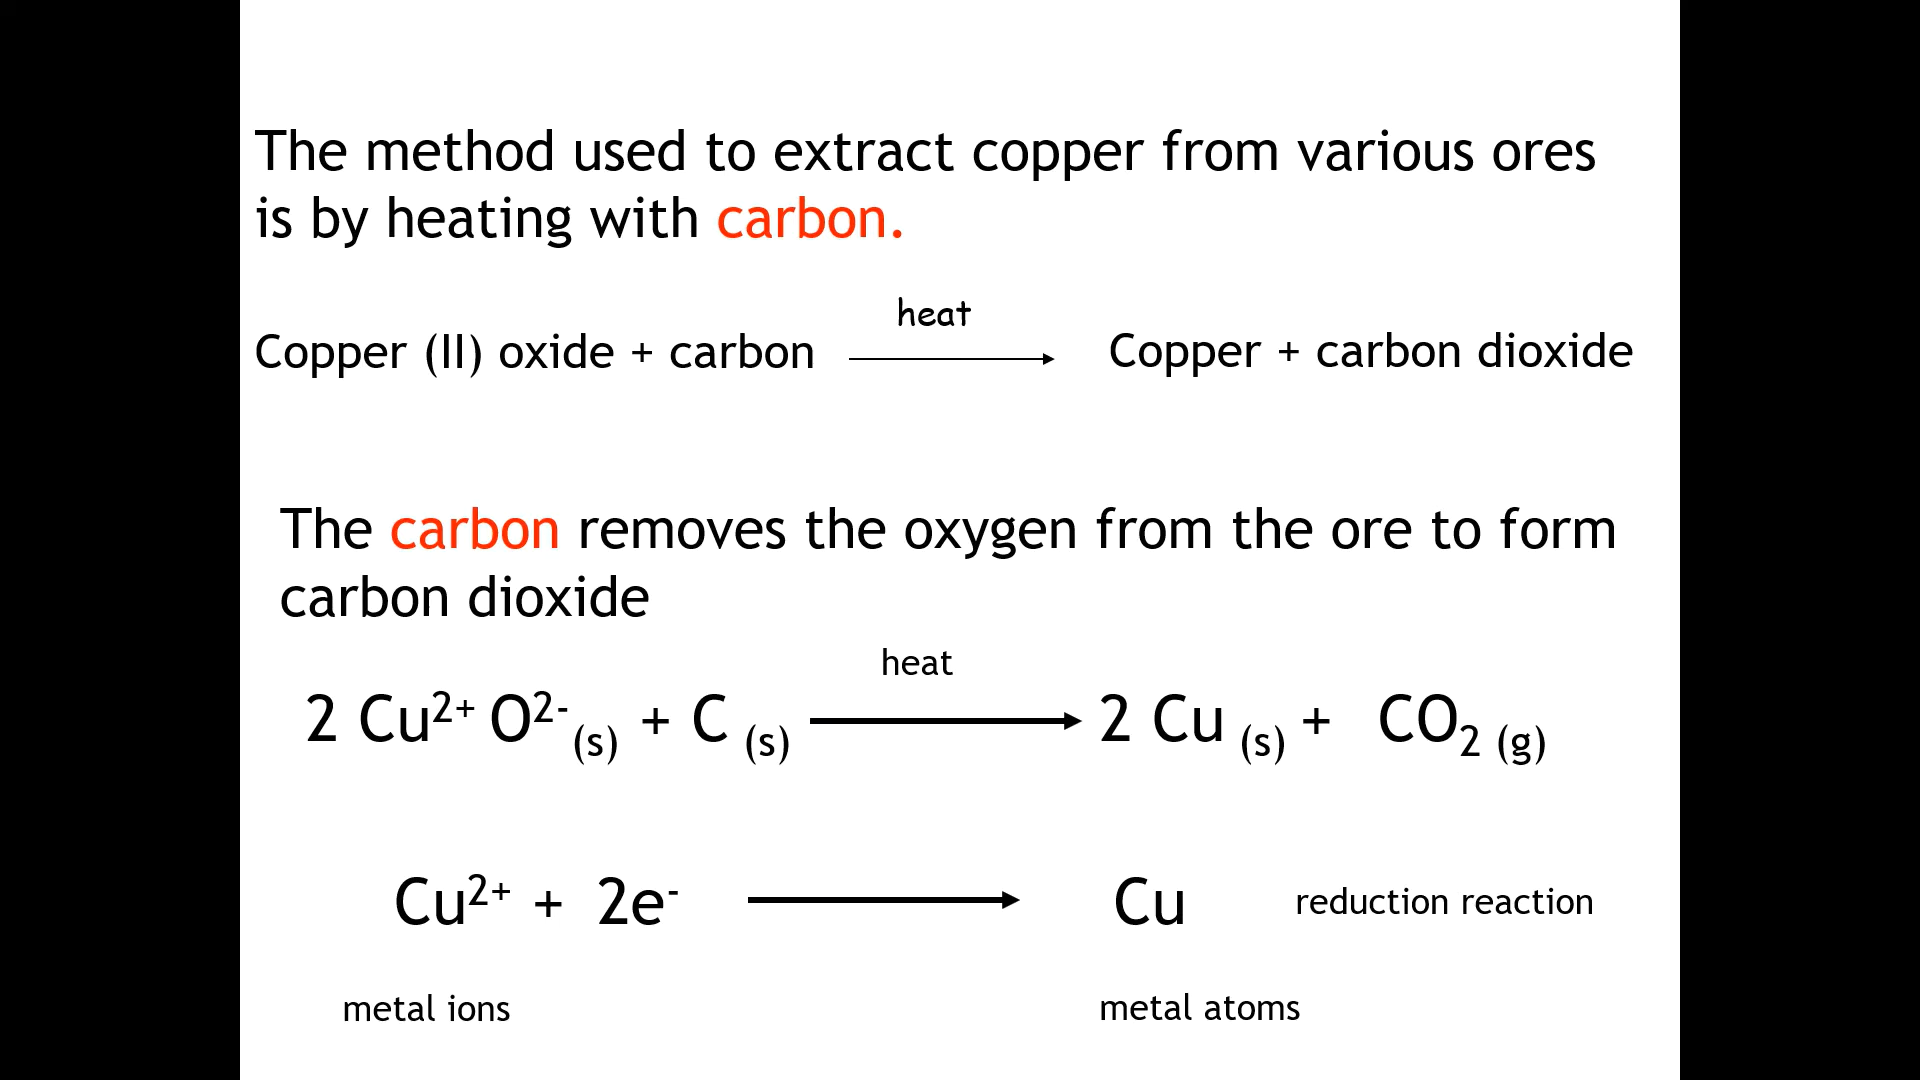 The method used to extract copper from various ores
is by heating with carbon.
heat
Copper (II) oxide + carbon → Copper + carbon dioxide
The carbon removes the oxygen from the ore to form
carbon dioxide
heat
2 Cu²⁺ O²⁻ (s) + C (s) → 2 Cu (s) + CO₂ (g)
Cu²⁺ + 2e⁻ → Cu reduction reaction
metal ions metal atoms